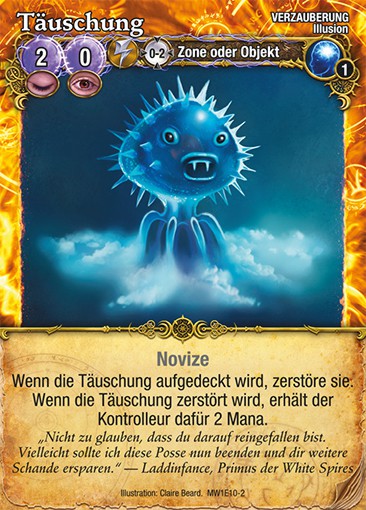 Täuschung
VERZAUBERUNG
Illusion
2 0 0-2 Zone oder Objekt 1
Novize
Wenn die Täuschung aufgedeckt wird, zerstöre sie.
Wenn die Täuschung zerstört wird, erhält der
Kontrolleur dafür 2 Mana.
„Nicht zu glauben, dass du darauf reingefallen bist.
Vielleicht sollte ich diese Posse nun beenden und dir weitere
Schande ersparen.“ — Laddinfance, Primus der White Spires
Illustration: Claire Beard. MW1E10-2